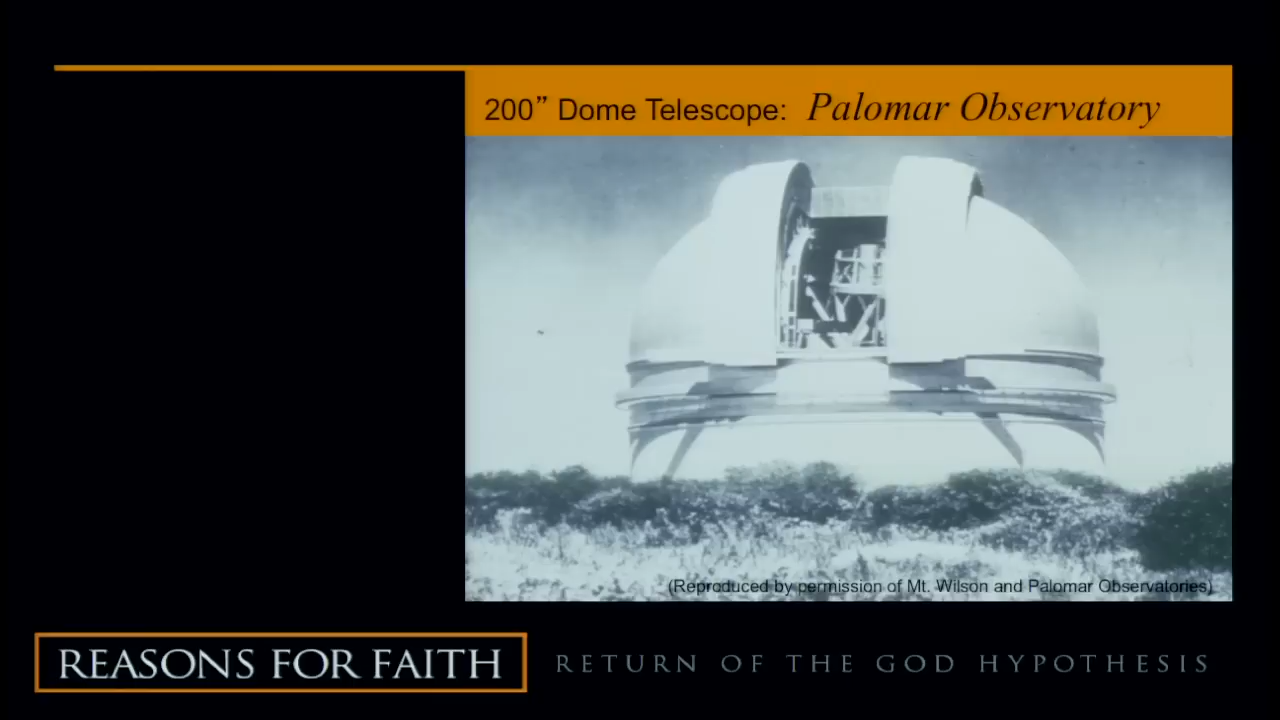 200” Dome Telescope: Palomar Observatory
(Reproduced by permission of Mt. Wilson and Palomar Observatories)
REASONS FOR FAITH
RETURN OF THE GOD HYPOTHESIS